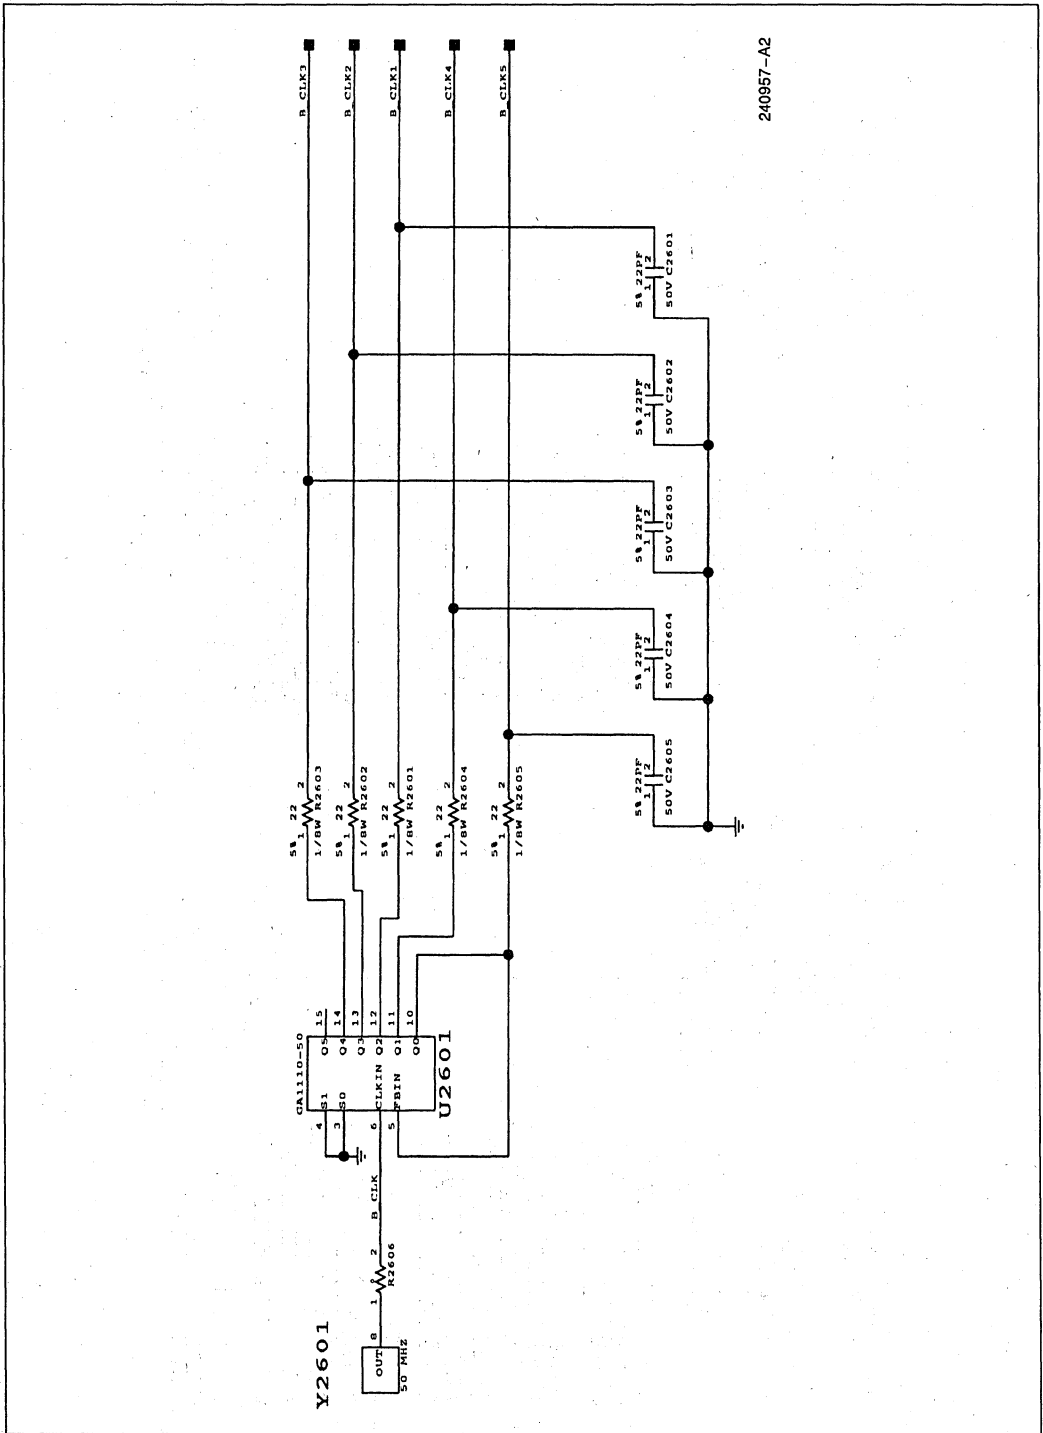 Y2601
OUT
8
50 MHZ
1
2
R2606
B_CLK
GA1110-50
4
S1
Q5
15
3
S0
Q4
14
Q3
13
6
CLKIN
Q2
12
5
FBIN
Q1
11
Q0
10
U2601
5% 22
1
2
1/8W R2603
5% 22
1
2
1/8W R2602
5% 22
1
2
1/8W R2601
5% 22
1
2
1/8W R2604
5% 22
1
2
1/8W R2605
5% 22PF
1
2
50V C2605
5% 22PF
1
2
50V C2604
5% 22PF
1
2
50V C2603
5% 22PF
1
2
50V C2602
5% 22PF
1
2
50V C2601
B_CLK3
B_CLK2
B_CLK1
B_CLK4
B_CLK5
240957-A2